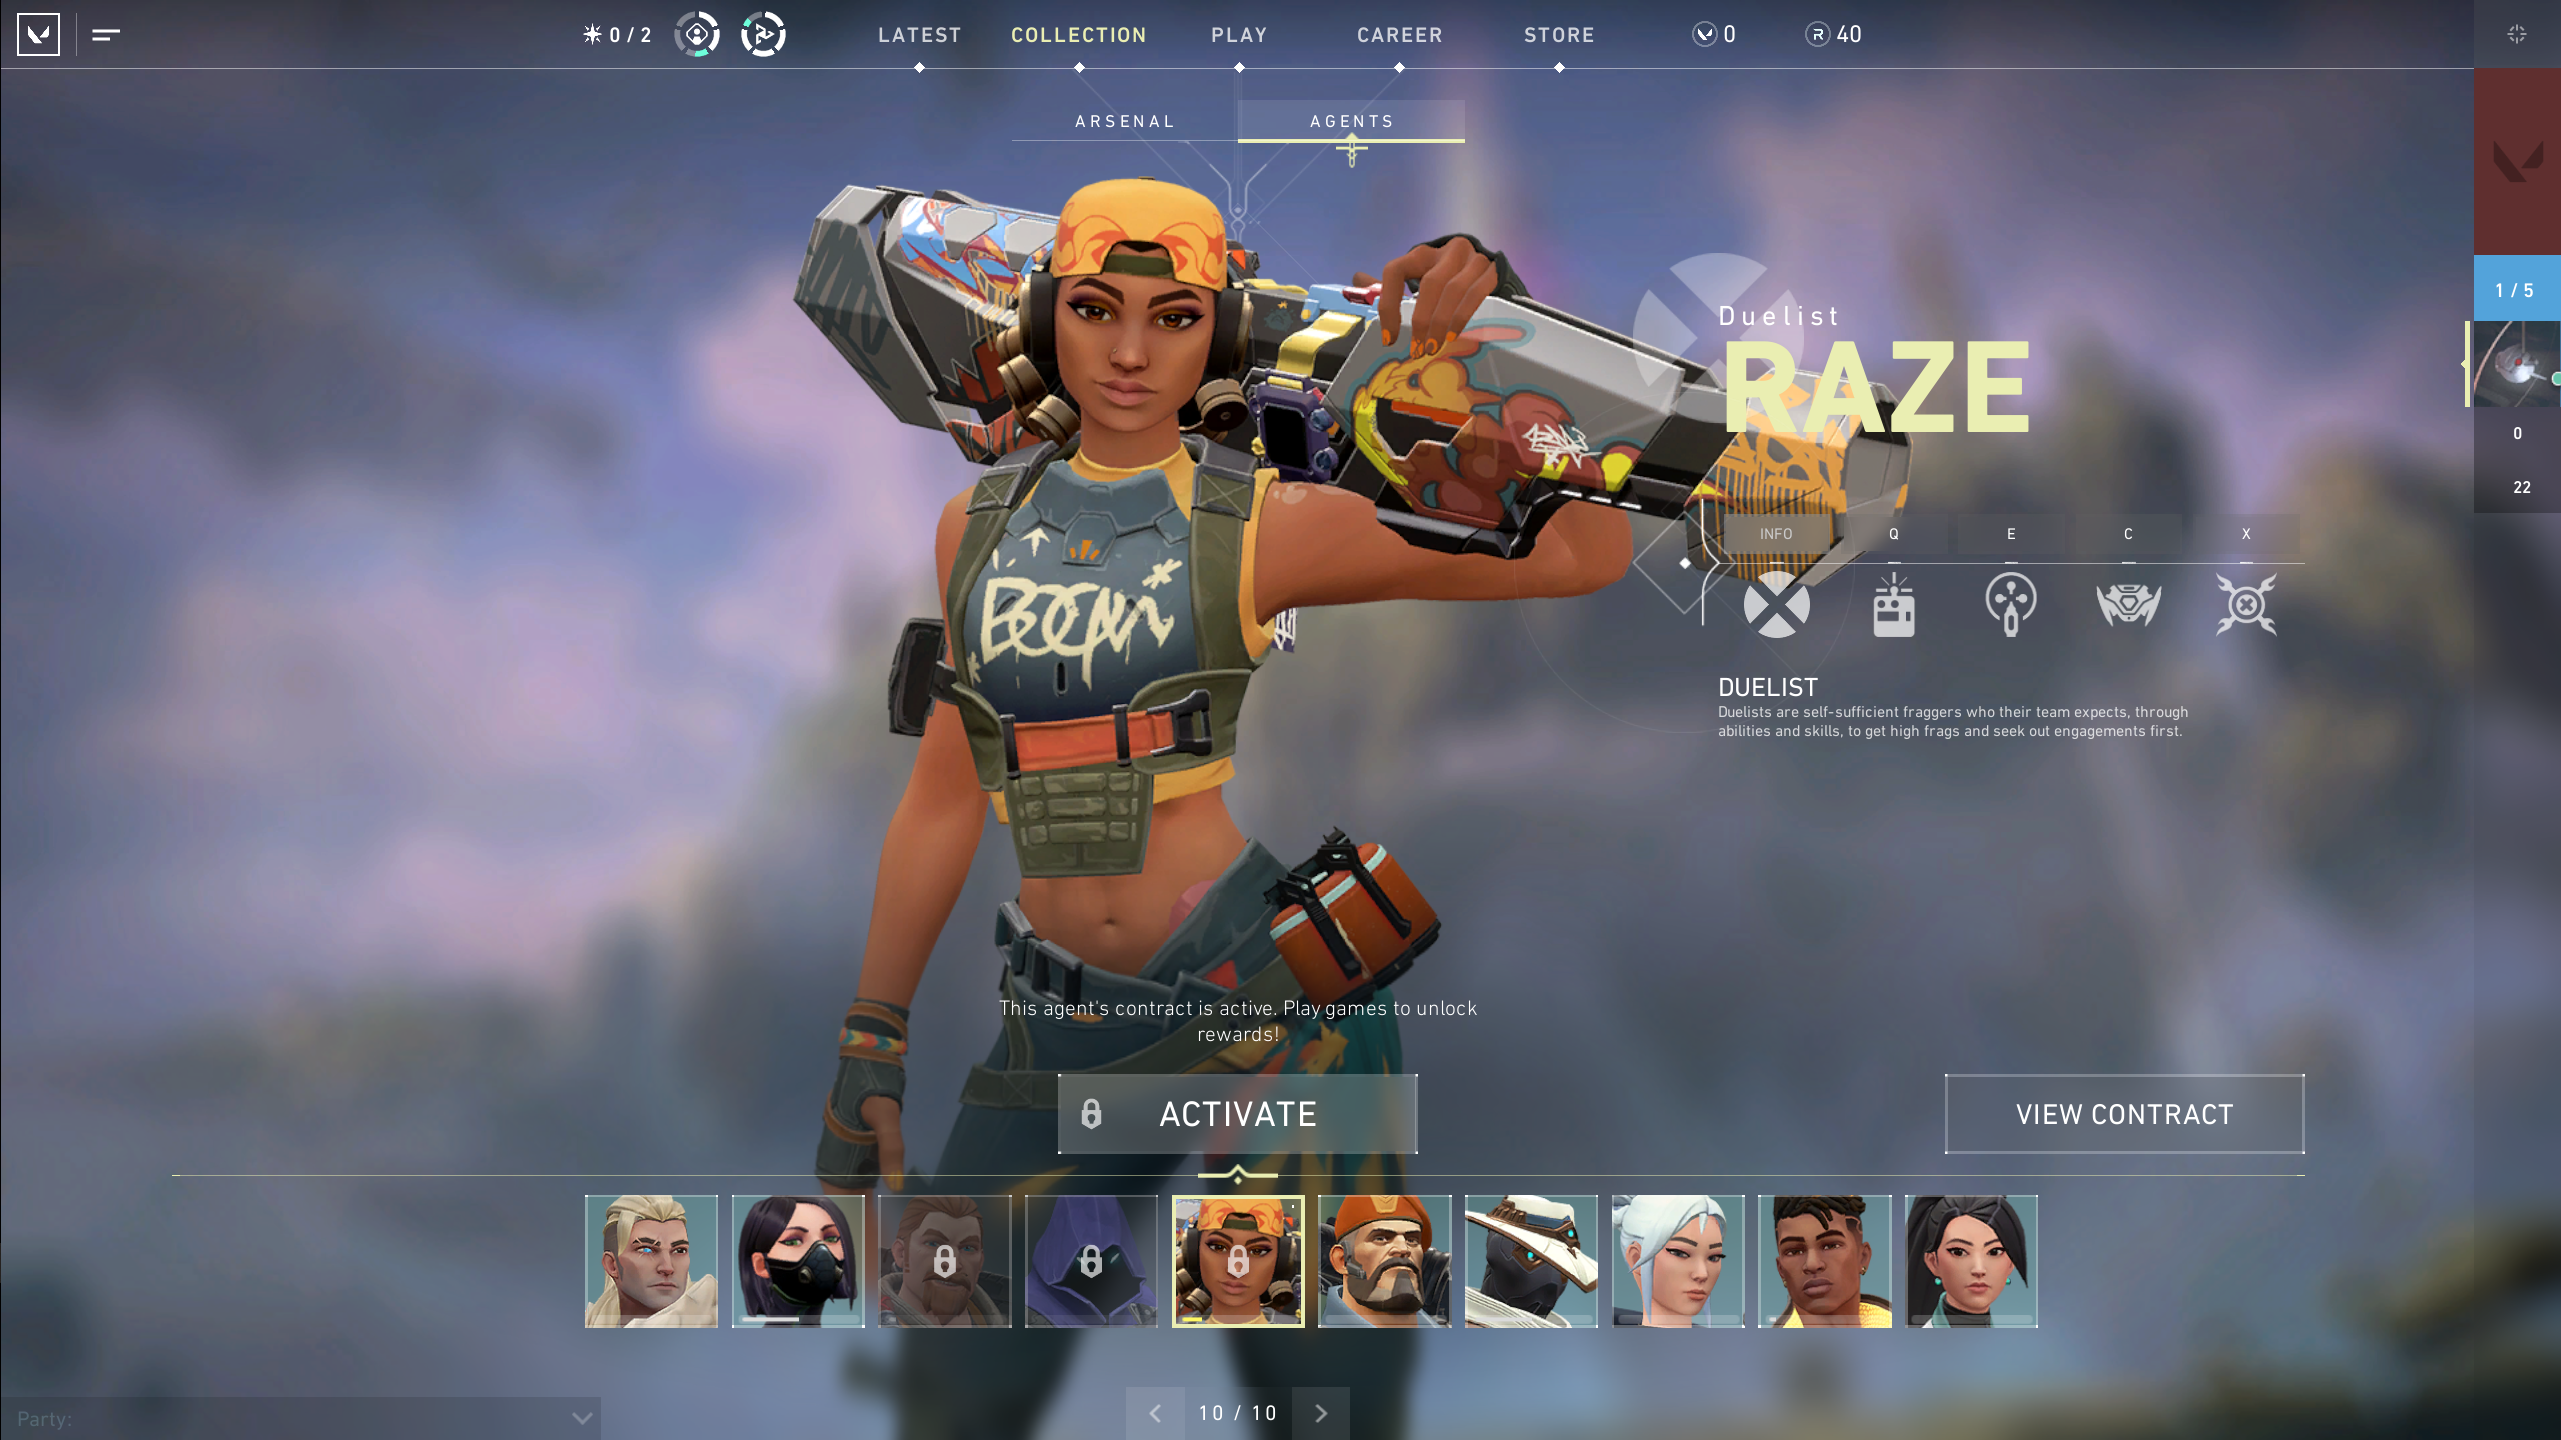 0 / 2
LATEST
COLLECTION
PLAY
CAREER
STORE
0
R 40
ARSENAL
AGENTS
1 / 5
0
22
Duelist
RAZE
INFO
Q
E
C
X
BOOM
DUELIST
Duelists are self-sufficient fraggers who their team expects, through
abilities and skills, to get high frags and seek out engagements first.
This agent's contract is active. Play games to unlock
rewards!
ACTIVATE
VIEW CONTRACT
10 / 10
Party: